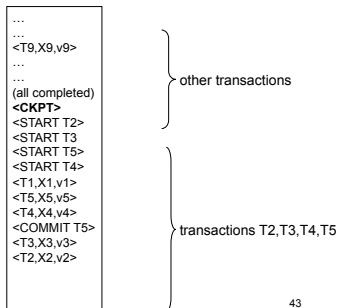 …
…
<T9,X9,v9>
…
…
(all completed)
<CKPT>
<START T2>
<START T3
<START T5>
<START T4>
<T1,X1,v1>
<T5,X5,v5>
<T4,X4,v4>
<COMMIT T5>
<T3,X3,v3>
<T2,X2,v2>
other transactions
transactions T2,T3,T4,T5
43